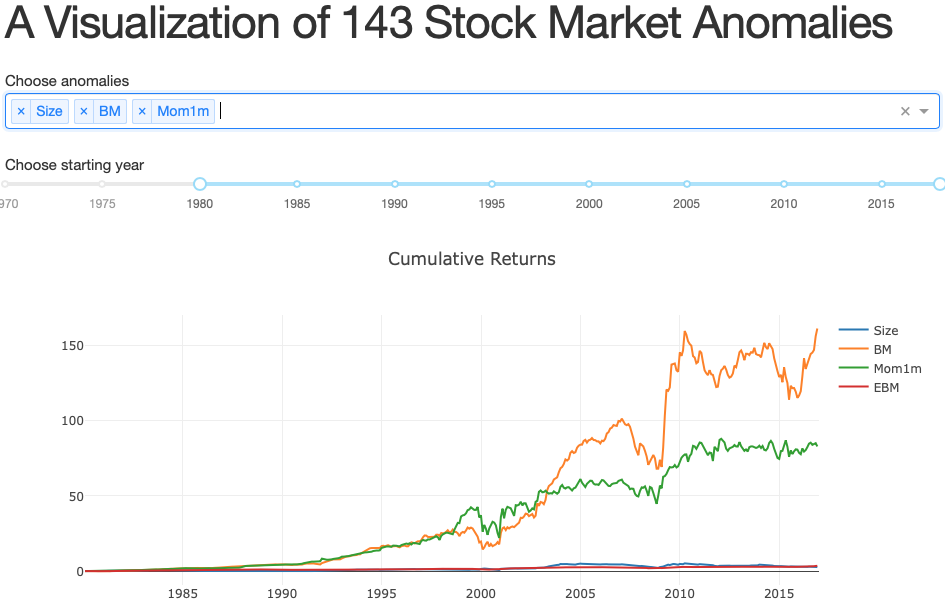 A Visualization of 143 Stock Market Anomalies
Choose anomalies
× Size × BM × Mom1m
Choose starting year
970 1975 1980 1985 1990 1995 2000 2005 2010 2015
Cumulative Returns
150
100
50
0
1985 1990 1995 2000 2005 2010 2015
Size
BM
Mom1m
EBM